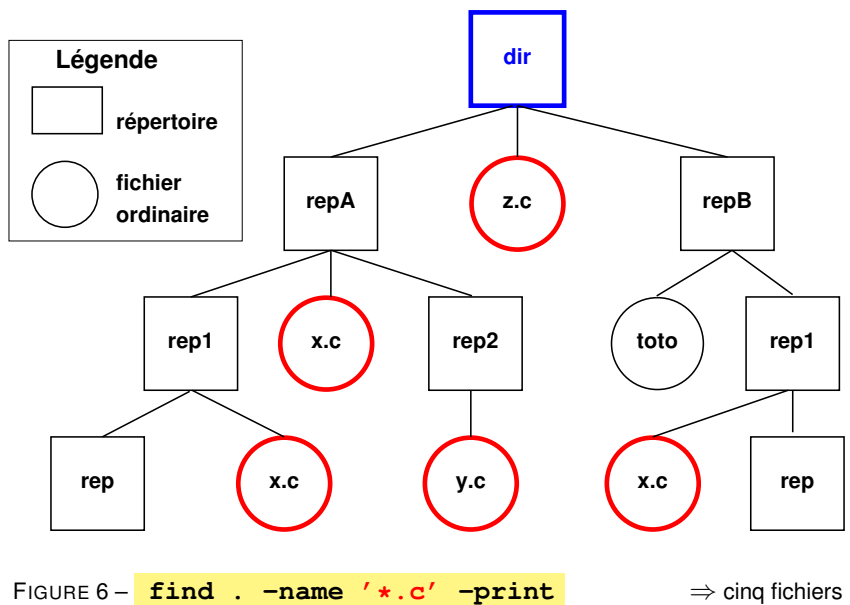 Légende
répertoire
fichier
ordinaire
dir
repA
z.c
repB
rep1
x.c
rep2
toto
rep1
rep
x.c
y.c
x.c
rep
FIGURE 6 – find . –name '*.c' –print ⇒ cinq fichiers